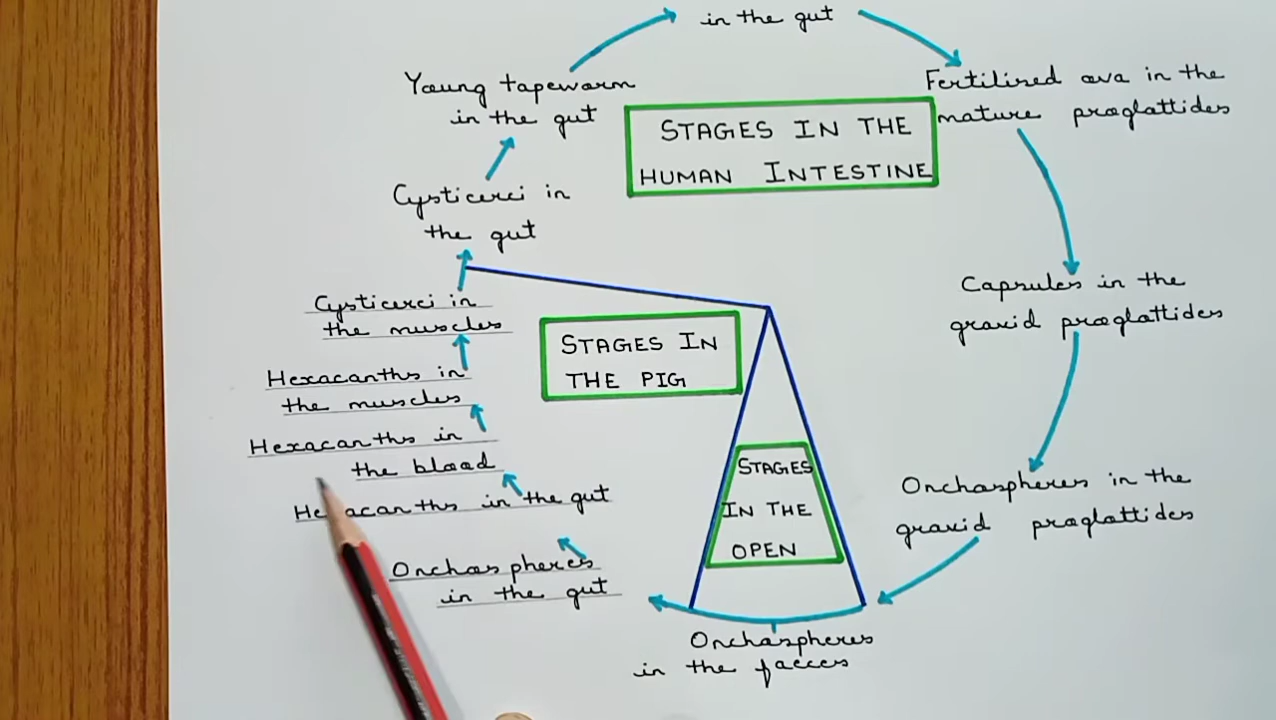 in the gut
Young tapeworm
in the gut
Fertilized ova in the
mature proglottides
STAGES IN THE
HUMAN INTESTINE
Cysticerci in
the gut
Cysticerci in
the muscles
STAGES IN
THE PIG
Capsules in the
gravid proglottides
Hexacanths in
the muscles
Hexacanths in
the blood
STAGES
IN THE
OPEN
Hexacanths in the gut
Onchospheres in the
gravid proglottides
Onchospheres
in the gut
Onchospheres
in the faeces